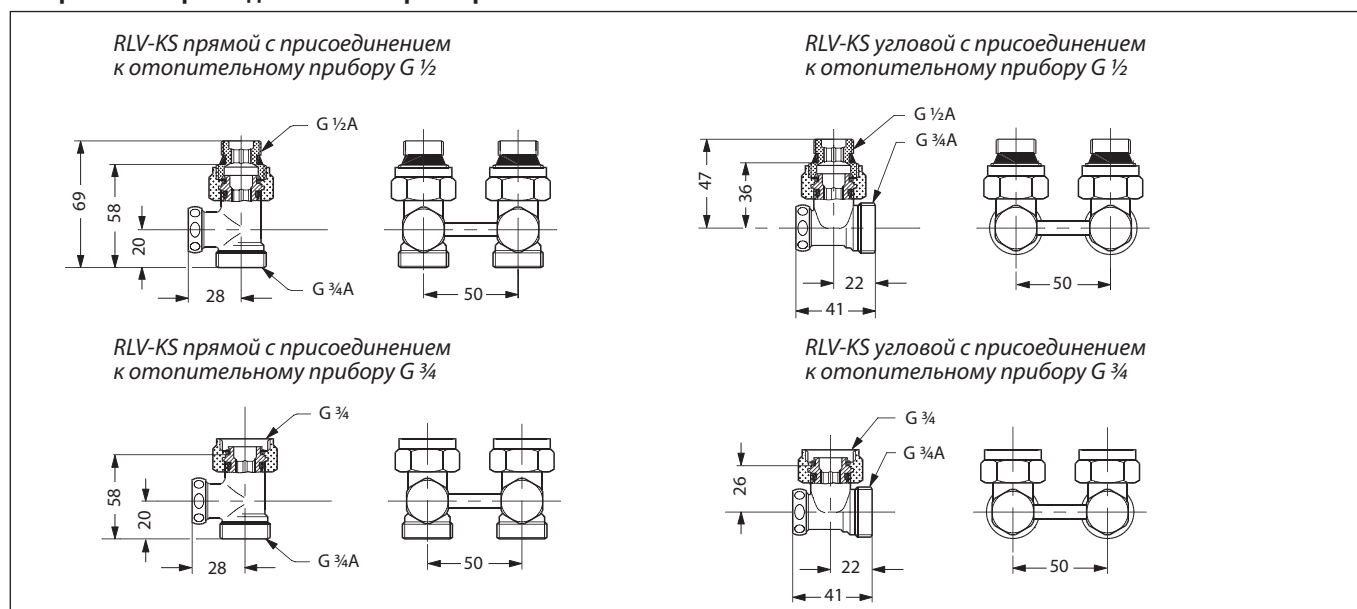 RLV-KS прямой с присоединением
к отопительному прибору G ½
G ½A
69
58
20
28
G ¾A
50
RLV-KS угловой с присоединением
к отопительному прибору G ½
G ½A
G ¾A
47
36
22
41
50
RLV-KS прямой с присоединением
к отопительному прибору G ¾
G ¾
58
20
28
G ¾A
50
RLV-KS угловой с присоединением
к отопительному прибору G ¾
G ¾
G ¾A
26
22
41
50